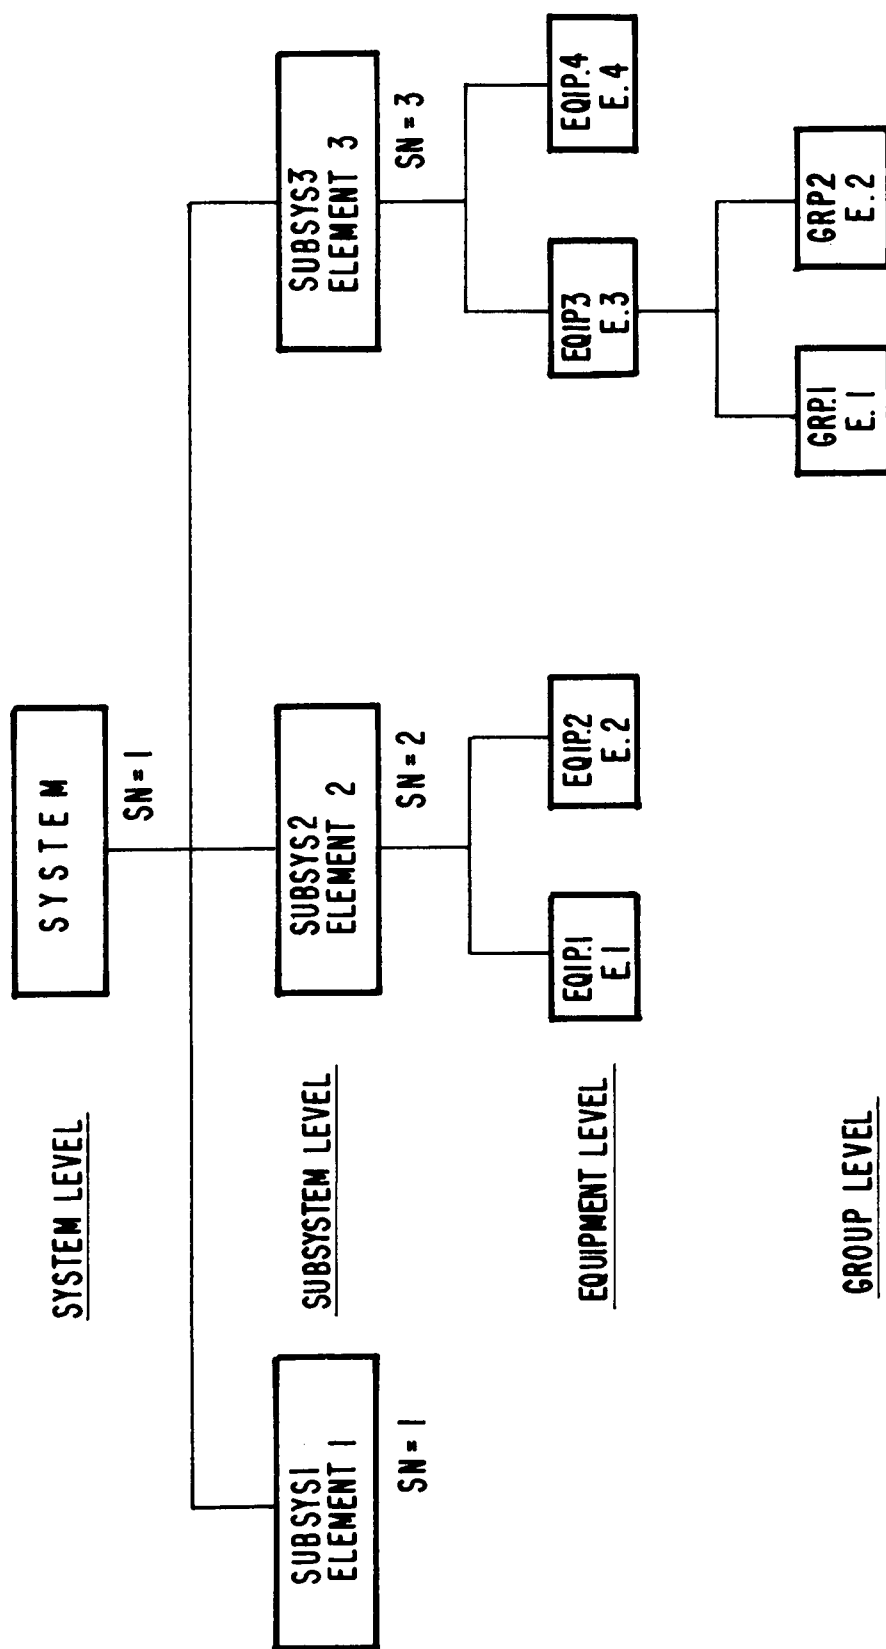 SYSTEM LEVEL
SYSTEM
SN=1
SUBSYSTEM LEVEL
SUBSYS1
ELEMENT 1
SN=1
SUBSYS2
ELEMENT 2
SN=2
SUBSYS3
ELEMENT 3
SN=3
EQUIPMENT LEVEL
EQIP.1
E.1
EQIP.2
E.2
EQIP3
E.3
EQIP.4
E.4
GROUP LEVEL
GRP.1
E.1
GRP2
E.2